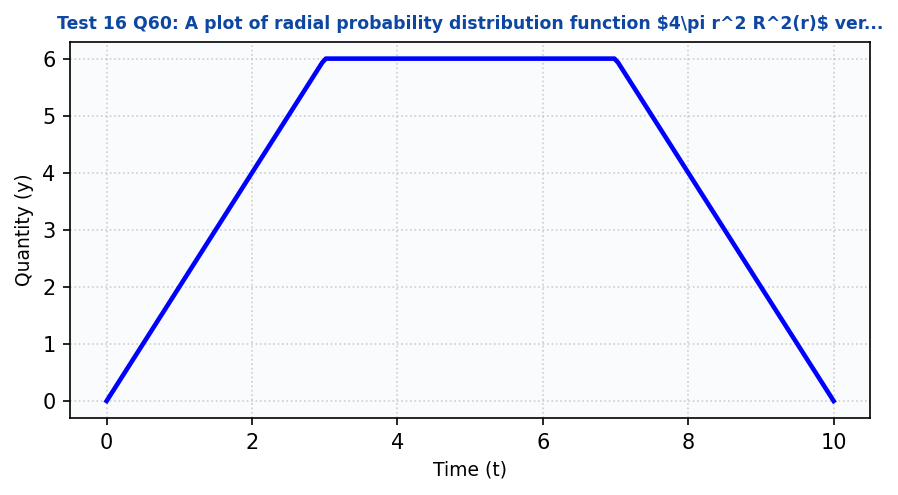 Test 16 Q60: A plot of radial probability distribution function $4\pi r^2 R^2(r)$ ver...
6
5
4
3
2
1
0
Quantity (y)
0 2 4 6 8 10
Time (t)